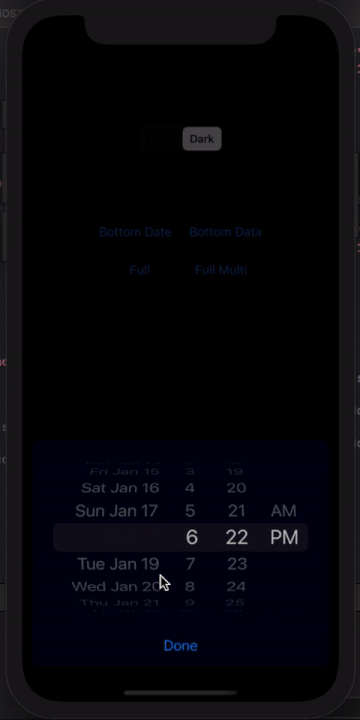 Dark
Bottom Date Bottom Data
Full Full Multi
Fri Jan 15 3 19
Sat Jan 16 4 20
Sun Jan 17 5 21 AM
6 22 PM
Tue Jan 19 7 23
Wed Jan 20 8 24
Thu Jan 21 9 25
Done